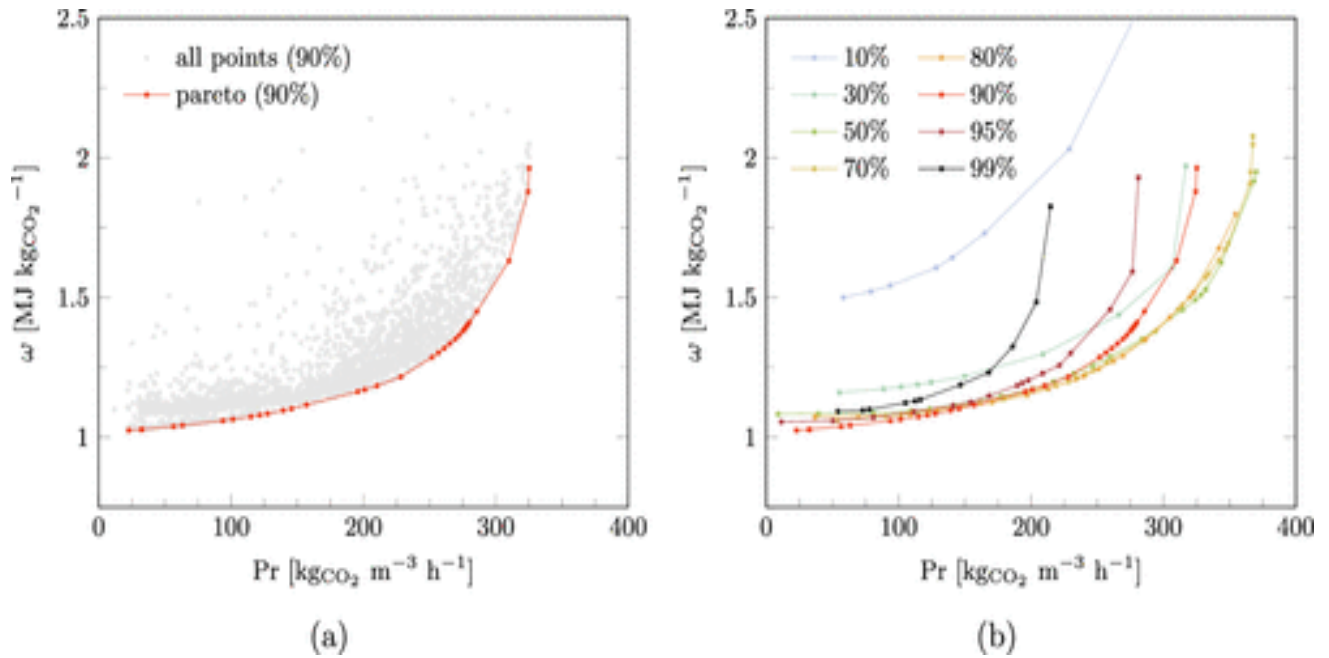 2.5
2
1.5
1
ω [MJ kgCO₂⁻¹]
all points (90%)
pareto (90%)
0 100 200 300 400
Pr [kgCO₂ m⁻³ h⁻¹]
(a)
2.5
2
1.5
1
ω [MJ kgCO₂⁻¹]
10% 80%
30% 90%
50% 95%
70% 99%
0 100 200 300 400
Pr [kgCO₂ m⁻³ h⁻¹]
(b)